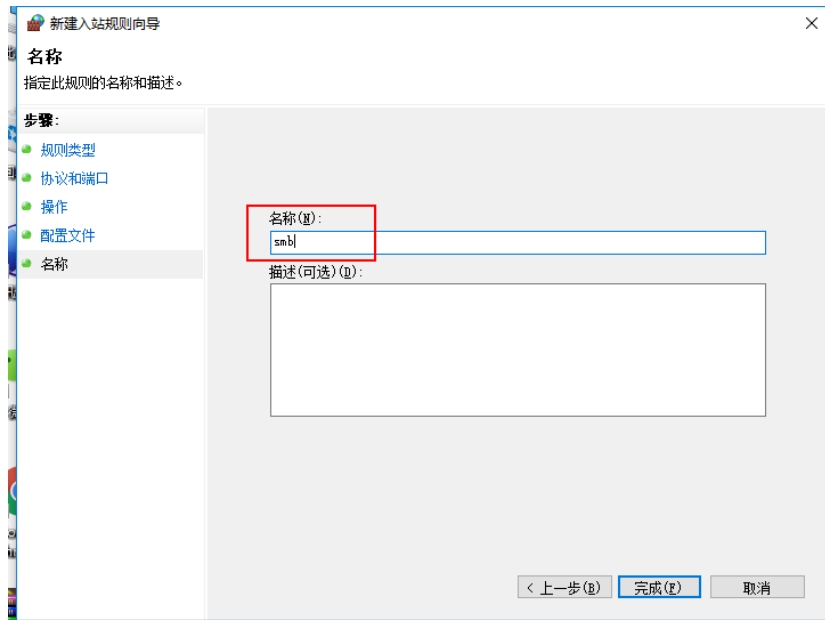 新建入站规则向导
名称
指定此规则的名称和描述。
步骤:
规则类型
协议和端口
操作
配置文件
名称
名称(N):
smb
描述(可选)(D):
< 上一步(B)
完成(F)
取消